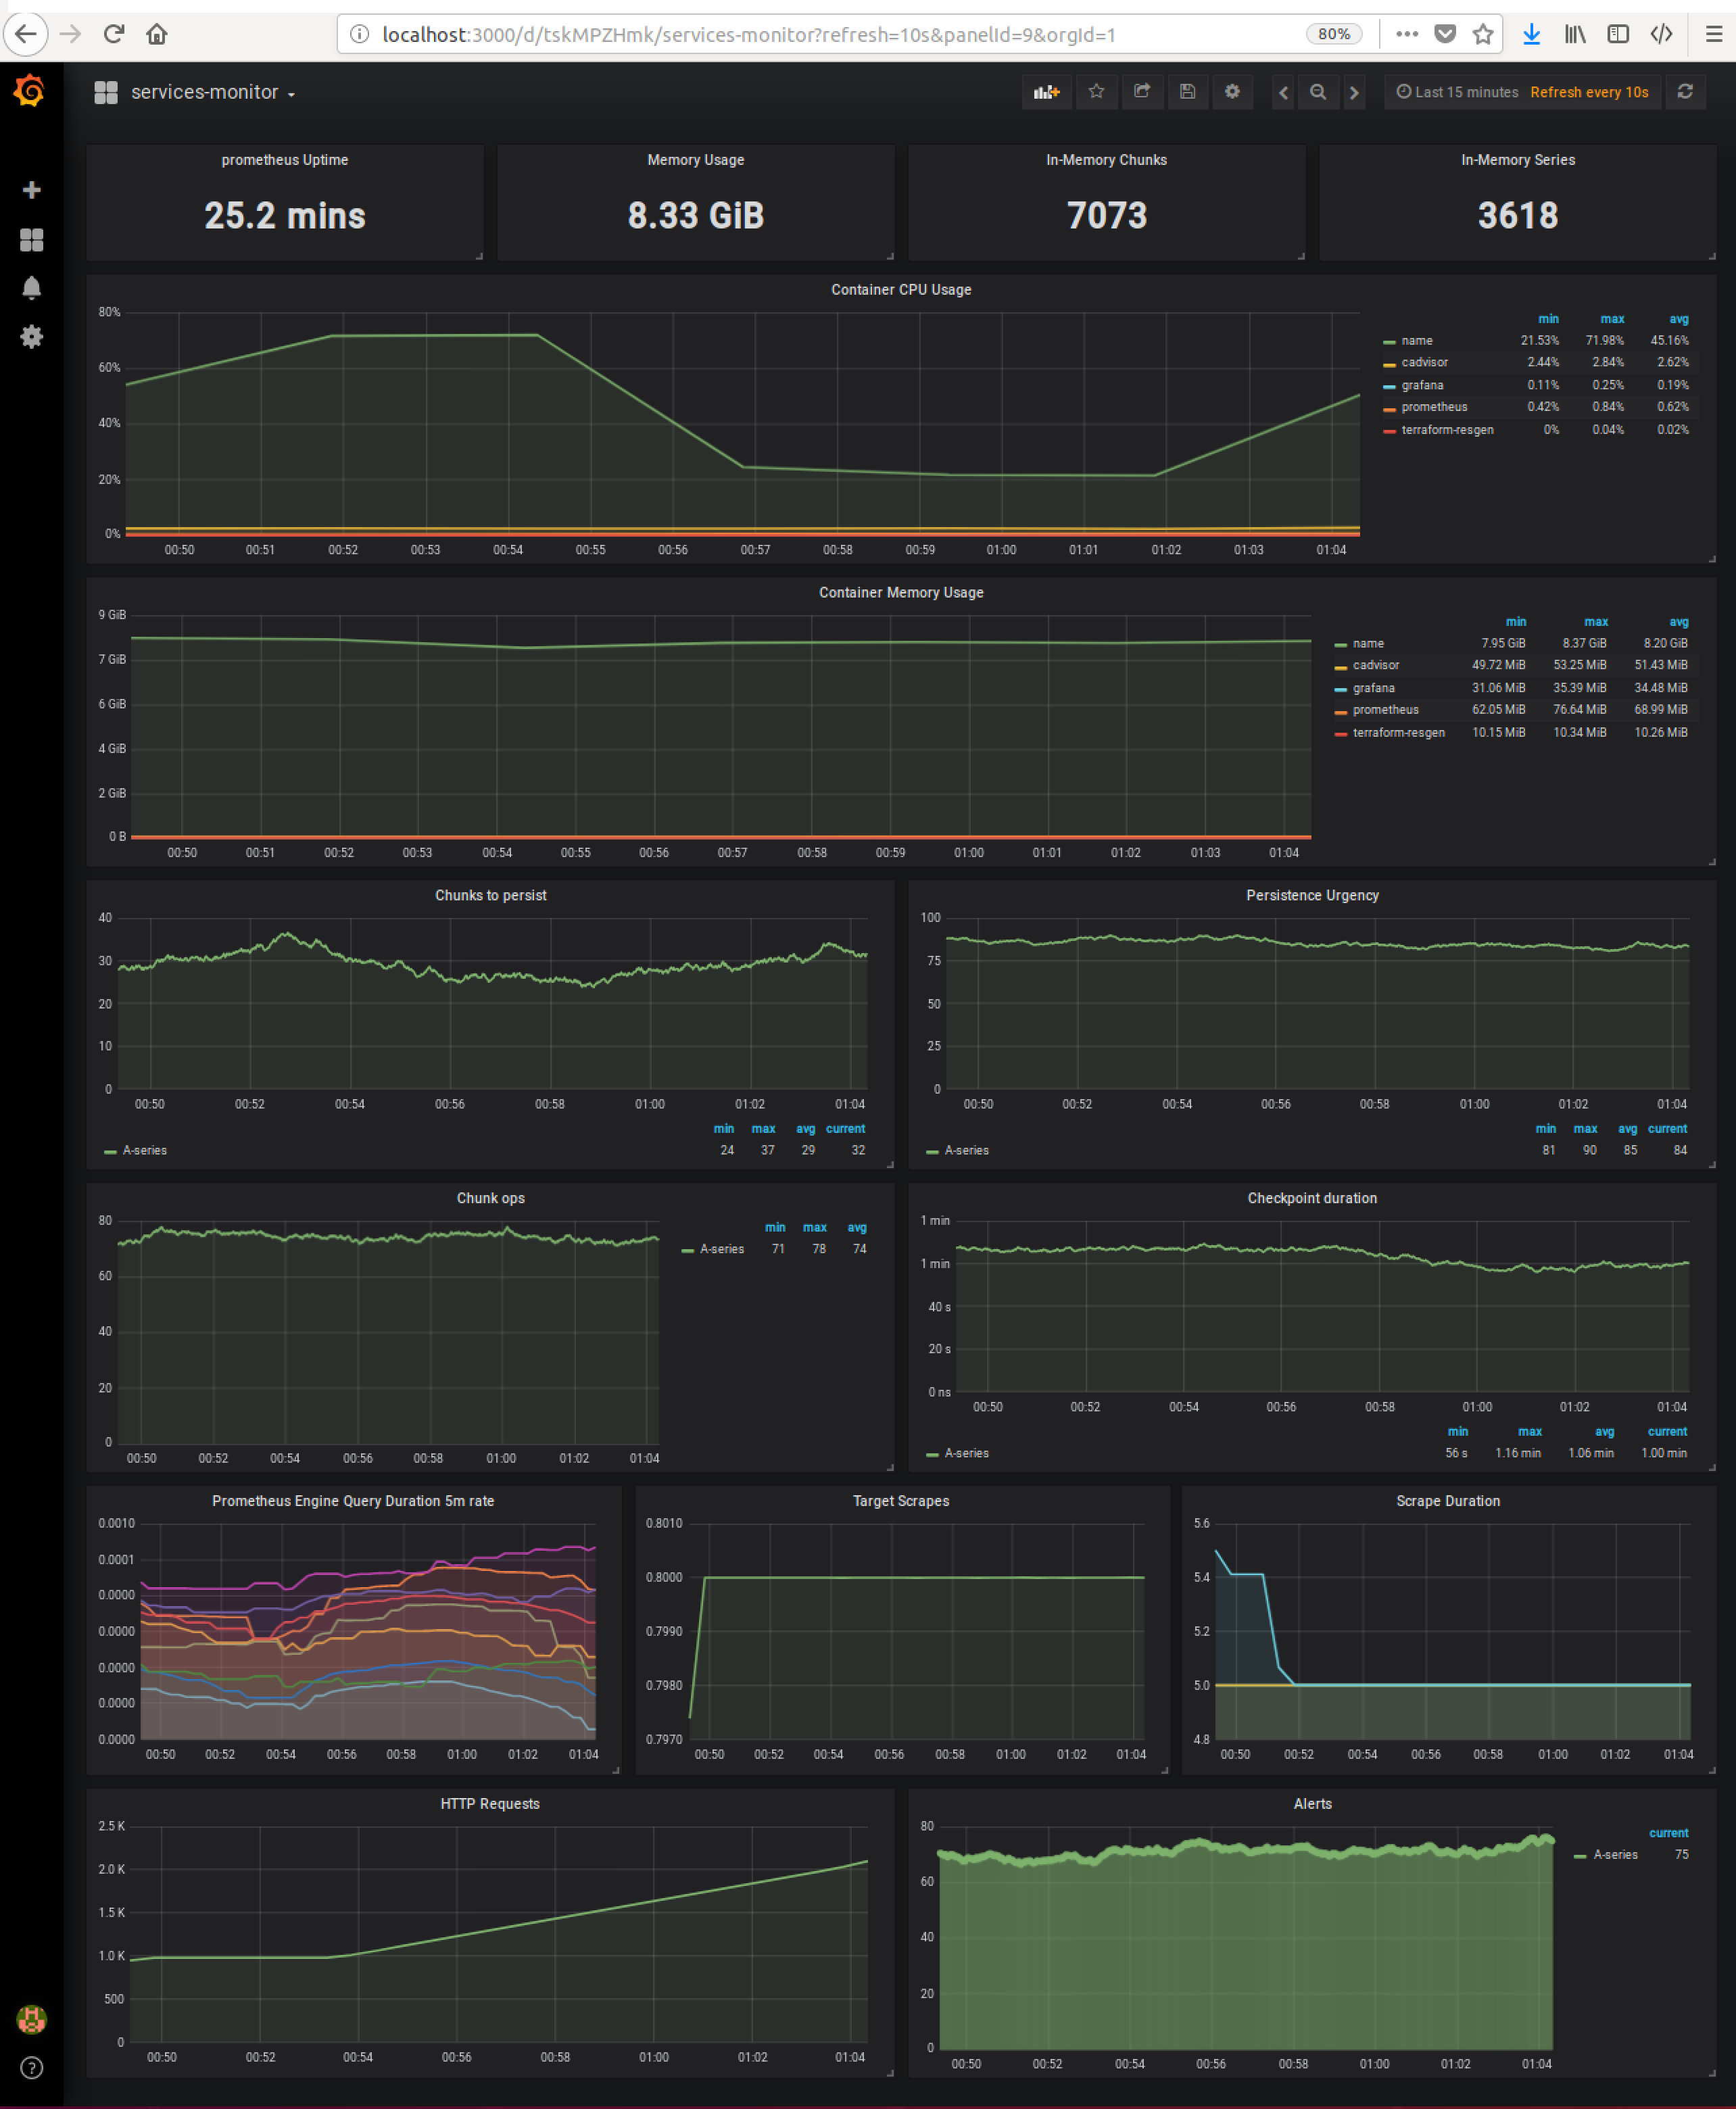 localhost:3000/d/tskMPZHmk/services-monitor?refresh=10s&panelId=9&orgId=1 80%
services-monitor Last 15 minutes Refresh every 10s
prometheus Uptime
25.2 mins
Memory Usage
8.33 GiB
In-Memory Chunks
7073
In-Memory Series
3618
Container CPU Usage
80%
60%
40%
20%
0%
00:50 00:51 00:52 00:53 00:54 00:55 00:56 00:57 00:58 00:59 01:00 01:01 01:02 01:03 01:04
min max avg
name 21.53% 71.98% 45.16%
cadvisor 2.44% 2.84% 2.62%
grafana 0.11% 0.25% 0.19%
prometheus 0.42% 0.84% 0.62%
terraform-resgen 0% 0.04% 0.02%
Container Memory Usage
9 GiB
7 GiB
6 GiB
4 GiB
2 GiB
0 B
00:50 00:51 00:52 00:53 00:54 00:55 00:56 00:57 00:58 00:59 01:00 01:01 01:02 01:03 01:04
min max avg
name 7.95 GiB 8.37 GiB 8.20 GiB
cadvisor 49.72 MiB 53.25 MiB 51.43 MiB
grafana 31.06 MiB 35.39 MiB 34.48 MiB
prometheus 62.05 MiB 76.64 MiB 68.99 MiB
terraform-resgen 10.15 MiB 10.34 MiB 10.26 MiB
Chunks to persist
40
30
20
10
0
00:50 00:52 00:54 00:56 00:58 01:00 01:02 01:04
min max avg current
A-series 24 37 29 32
Persistence Urgency
100
75
50
25
0
00:50 00:52 00:54 00:56 00:58 01:00 01:02 01:04
min max avg current
A-series 81 90 85 84
Chunk ops
80
60
40
20
0
00:50 00:52 00:54 00:56 00:58 01:00 01:02 01:04
min max avg
A-series 71 78 74
Checkpoint duration
1 min
1 min
40 s
20 s
0 ns
00:50 00:52 00:54 00:56 00:58 01:00 01:02 01:04
min max avg current
A-series 56 s 1.16 min 1.06 min 1.00 min
Prometheus Engine Query Duration 5m rate
0.0010
0.0001
0.0000
0.0000
0.0000
0.0000
0.0000
00:50 00:52 00:54 00:56 00:58 01:00 01:02 01:04
Target Scrapes
0.8010
0.8000
0.7990
0.7980
0.7970
00:50 00:52 00:54 00:56 00:58 01:00 01:02 01:04
Scrape Duration
5.6
5.4
5.2
5.0
4.8
00:50 00:52 00:54 00:56 00:58 01:00 01:02 01:04
HTTP Requests
2.5 K
2.0 K
1.5 K
1.0 K
500
0
00:50 00:52 00:54 00:56 00:58 01:00 01:02 01:04
Alerts
80
60
40
20
0
00:50 00:52 00:54 00:56 00:58 01:00 01:02 01:04
current
A-series 75